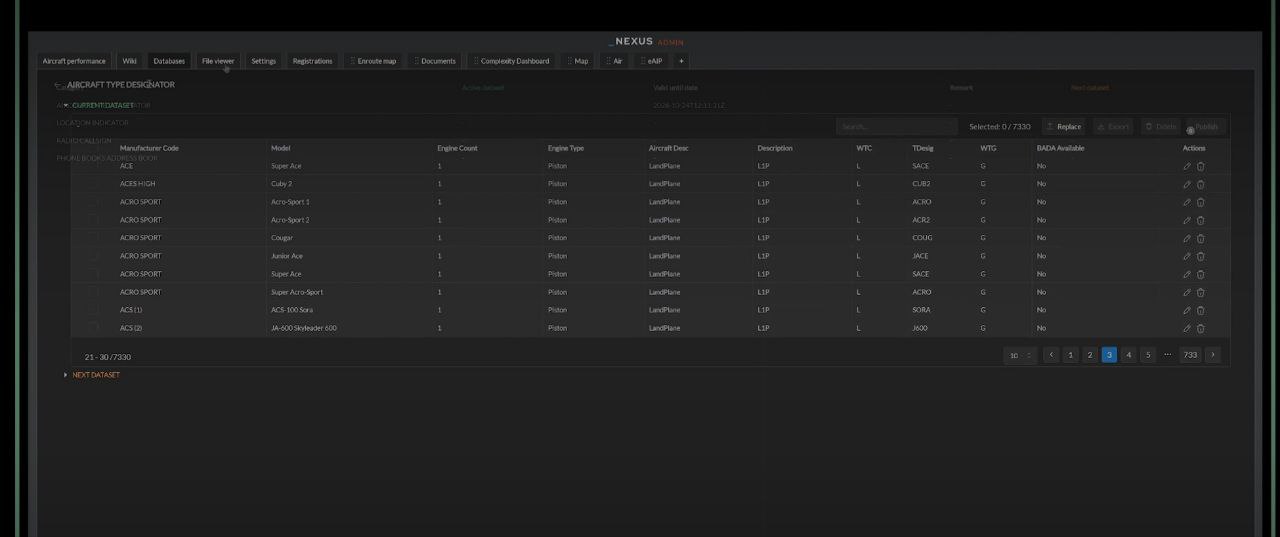 _NEXUS ADMIN
Aircraft performance Wiki Databases File viewer Settings Registrations Enroute map Documents Complexity Dashboard Map Air eAIP +
AIRCRAFT TYPE DESIGNATOR
Active dataset Valid until date Remark Next dataset
CURRENT DATASET
LOCATION INDICATOR
Search... Selected: 0 / 7330 Replace Export Delete Publish
RADIO CALLSIGN
Manufacturer Code Model Engine Count Engine Type Aircraft Desc Description WTC TDesig WTG BADA Available Actions
PHONE BOOKS ADDRESS BOOK
ACE Super Ace 1 Piston LandPlane L1P L SACE G No
ACES HIGH Cuby 2 1 Piston LandPlane L1P L CUB2 G No
ACRO SPORT Acro-Sport 1 1 Piston LandPlane L1P L ACRO G No
ACRO SPORT Acro-Sport 2 1 Piston LandPlane L1P L ACR2 G No
ACRO SPORT Cougar 1 Piston LandPlane L1P L COUG G No
ACRO SPORT Junior Ace 1 Piston LandPlane L1P L JACE G No
ACRO SPORT Super Ace 1 Piston LandPlane L1P L SACE G No
ACRO SPORT Super Acro-Sport 1 Piston LandPlane L1P L ACRO G No
ACS (1) ACS-100 Sora 1 Piston LandPlane L1P L SORA G No
ACS (2) JA-600 Skyleader 600 1 Piston LandPlane L1P L J600 G No
21 - 30 /7330 10 < 1 2 3 4 5 ··· 733 >
NEXT DATASET